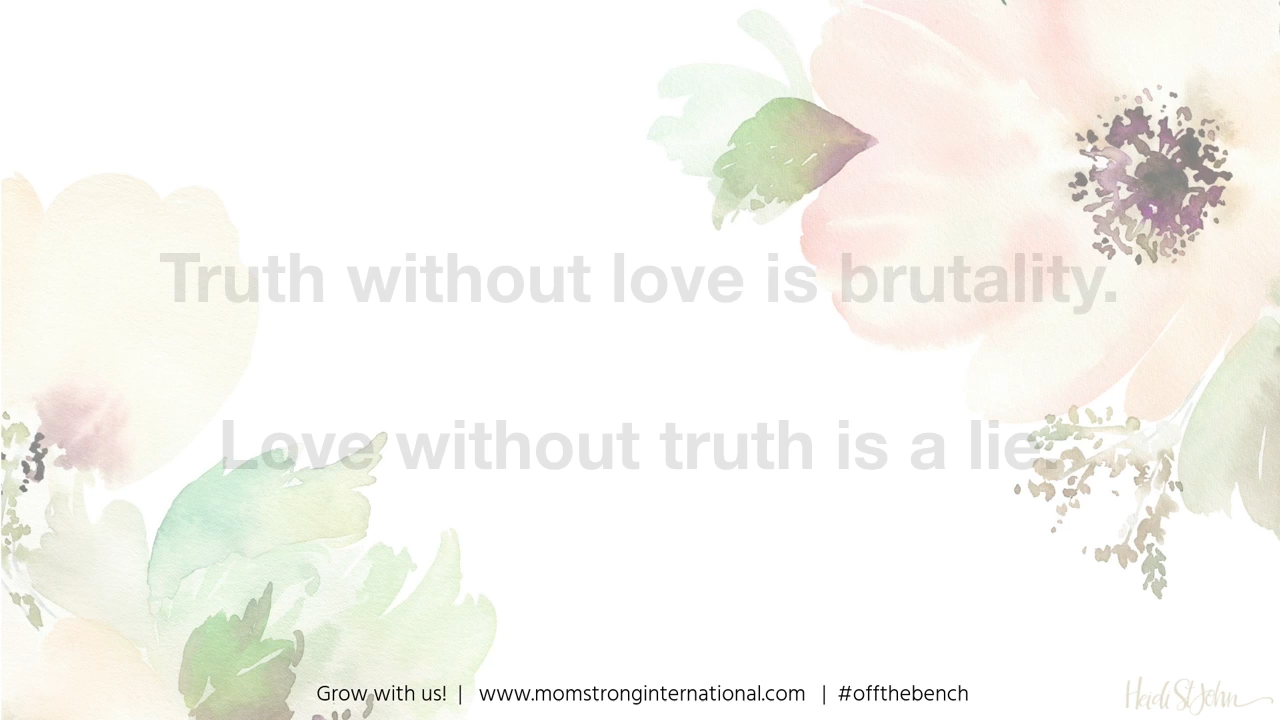 Truth without love is brutality.
Love without truth is a lie.
Grow with us! | www.momstronginternational.com | #offthebench
Heidi St. John